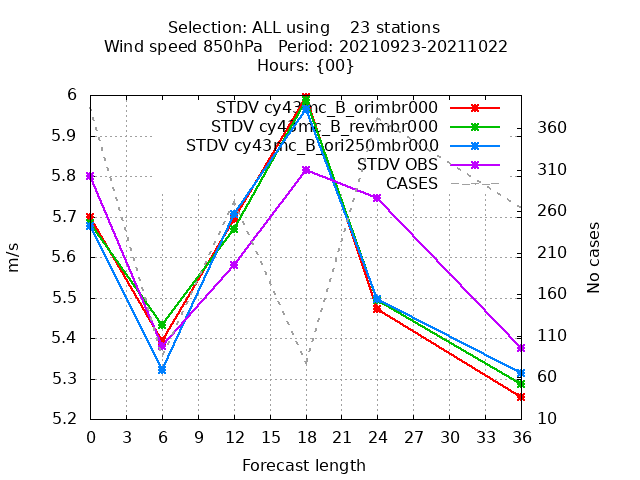 Selection: ALL using    23 stations
Wind speed 850hPa   Period: 20210923-20211022
Hours: {00}
STDV cy43mc_B_orimbr000
STDV cy43mc_B_revmbr000
STDV cy43mc_B_ori250mbr000
STDV OBS
CASES
6
5.9
5.8
5.7
5.6
5.5
5.4
5.3
5.2
m/s
360
310
260
210
160
110
60
10
No cases
0 3 6 9 12 15 18 21 24 27 30 33 36
Forecast length